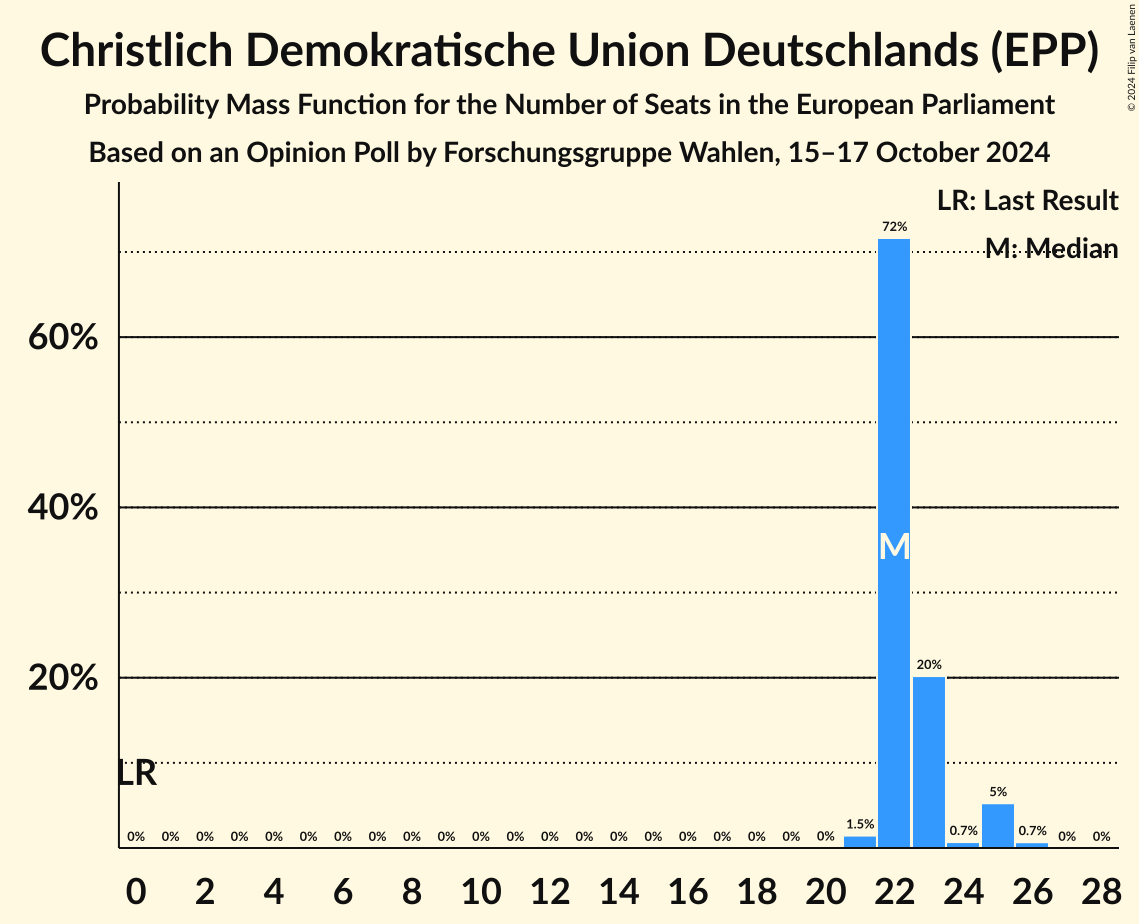 Christlich Demokratische Union Deutschlands (EPP)
Probability Mass Function for the Number of Seats in the European Parliament
Based on an Opinion Poll by Forschungsgruppe Wahlen, 15–17 October 2024
© 2024 Filip van Laenen
LR: Last Result
M: Median
60%
40%
20%
72%
M
20%
LR
0% 0% 0% 0% 0% 0% 0% 0% 0% 0% 0% 0% 0% 0% 0% 0% 0% 0% 0% 0% 0% 1.5% 0.7% 5% 0.7% 0% 0%
0 2 4 6 8 10 12 14 16 18 20 22 24 26 28